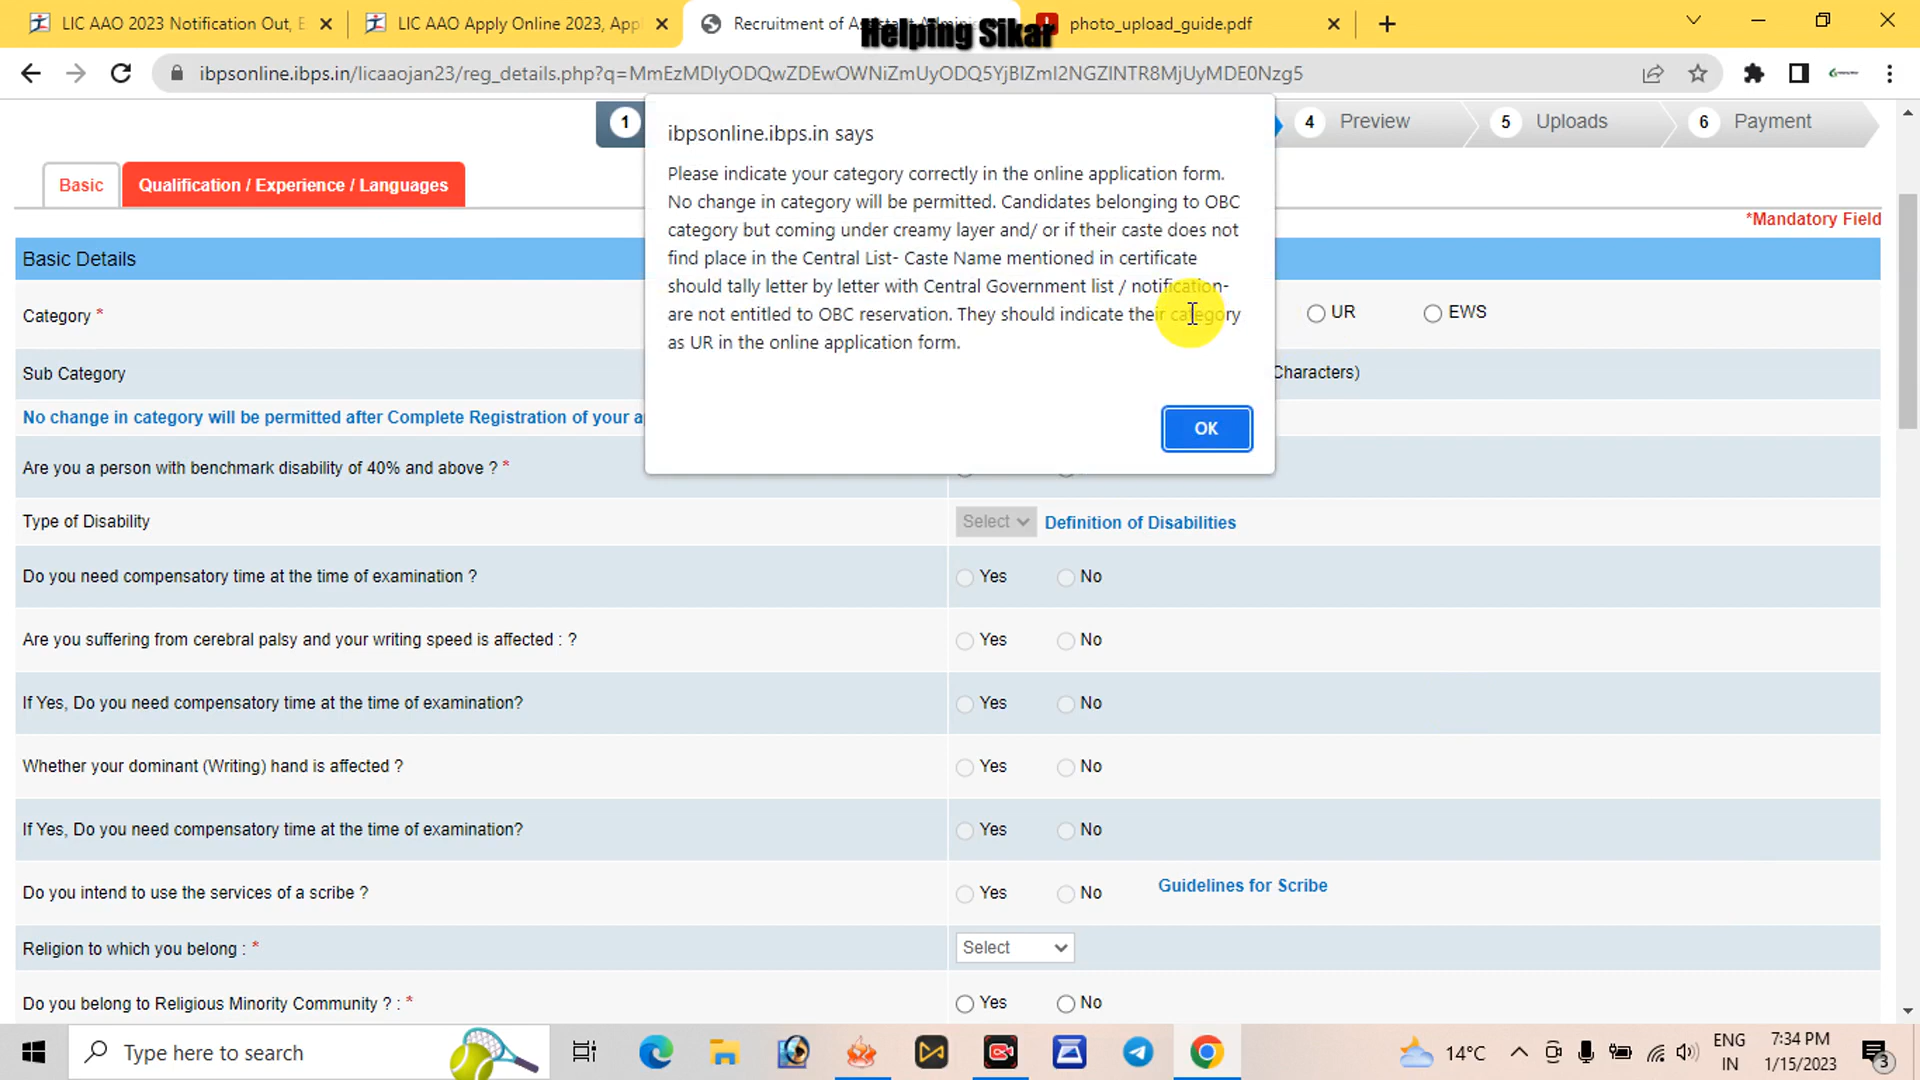 LIC AAO 2023 Notification Out, E
LIC AAO Apply Online 2023, Appl
Recruitment of Assistant Adminis
photo_upload_guide.pdf
Helping Sikar
ibpsonline.ibps.in/licaaojan23/reg_details.php?q=MmEzMDIyODQwZDEwOWNiZmUyODQ5YjBlZmI2NGZlNTR8MjUyMDE0Nzg5
1
4 Preview
5 Uploads
6 Payment
ibpsonline.ibps.in says
Please indicate your category correctly in the online application form.
No change in category will be permitted. Candidates belonging to OBC
category but coming under creamy layer and/ or if their caste does not
find place in the Central List- Caste Name mentioned in certificate
should tally letter by letter with Central Government list / notification-
are not entitled to OBC reservation. They should indicate their category
as UR in the online application form.
OK
Basic
Qualification / Experience / Languages
*Mandatory Field
Basic Details
Category *
UR
EWS
Sub Category
Characters)
No change in category will be permitted after Complete Registration of your a
Are you a person with benchmark disability of 40% and above ? *
Type of Disability
Select
Definition of Disabilities
Do you need compensatory time at the time of examination ?
Yes No
Are you suffering from cerebral palsy and your writing speed is affected : ?
Yes No
If Yes, Do you need compensatory time at the time of examination?
Yes No
Whether your dominant (Writing) hand is affected ?
Yes No
If Yes, Do you need compensatory time at the time of examination?
Yes No
Do you intend to use the services of a scribe ?
Yes No
Guidelines for Scribe
Religion to which you belong : *
Select
Do you belong to Religious Minority Community ? : *
Yes No
Type here to search
14°C
ENG
IN
7:34 PM
1/15/2023
3